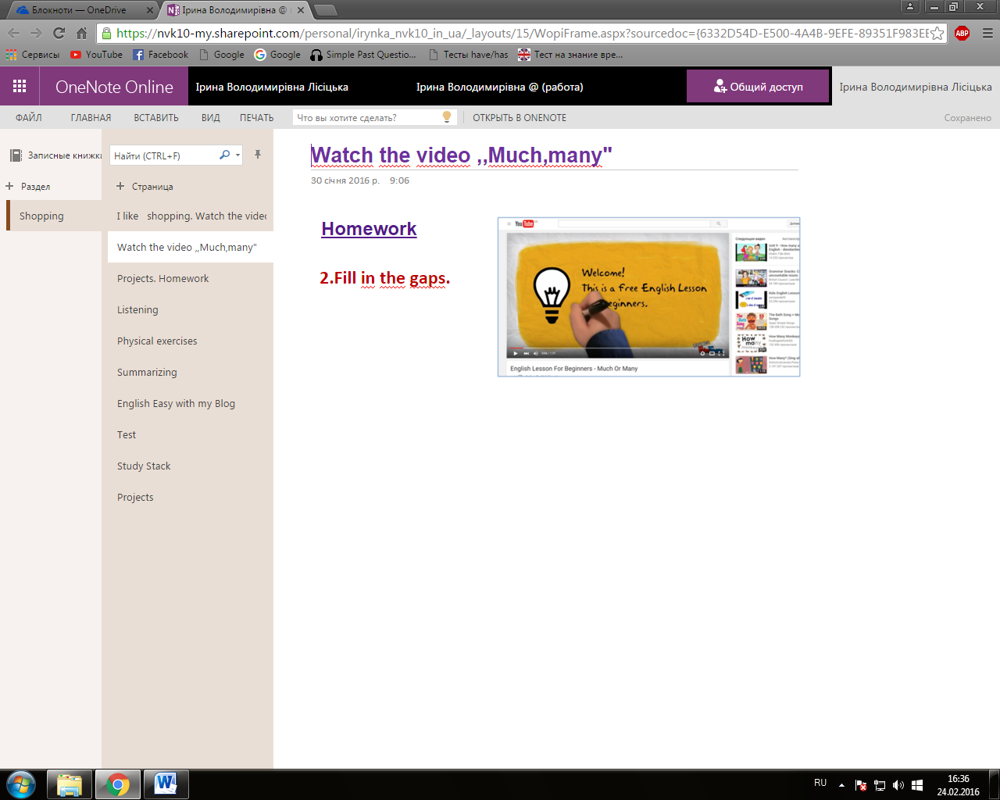 Блокноти — OneDrive
Ірина Володимирівна @
https://nvk10-my.sharepoint.com/personal/irynka_nvk10_in_ua/_layouts/15/WopiFrame.aspx?sourcedoc={6332D54D-E500-4A4B-9EFE-89351F983EE
ABP
Сервисы
YouTube
Facebook
Google
Google
Simple Past Questio...
Тесты have/has
Тест на знание вре...
OneNote Online
Ірина Володимирівна Лісіцька
Ірина Володимирівна @ (работа)
Общий доступ
Ірина Володимирівна Лісіцька
ФАЙЛ
ГЛАВНАЯ
ВСТАВИТЬ
ВИД
ПЕЧАТЬ
Что вы хотите сделать?
ОТКРЫТЬ В ONENOTE
Сохранено
Записные книжки
Найти (CTRL+F)
Раздел
Страница
Shopping
I like shopping. Watch the video
Watch the video ,,Much,many"
Projects. Homework
Listening
Physical exercises
Summarizing
English Easy with my Blog
Test
Study Stack
Projects
Watch the video ,,Much,many"
30 січня 2016 р. 9:06
Homework
2.Fill in the gaps.
YouTube
Welcome!
This is a free English Lesson
eginners.
English Lesson For Beginners - Much Or Many
RU
16:36
24.02.2016